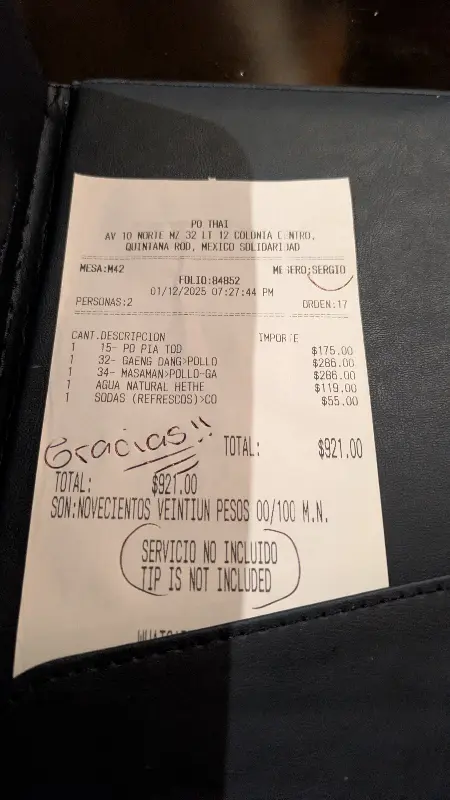 PO THAI
AV 10 NORTE MZ 32 LT 12 COLONIA CENTRO,
QUINTANA ROO, MEXICO SOLIDARIDAD
MESA:M42 MESERO:SERGIO
FOLIO:84852
01/12/2025 07:27:44 PM
PERSONAS:2 ORDEN:17
CANT.DESCRIPCION IMPORTE
1 15- PO PIA TOD $175.00
1 32- GAENG DANG>POLLO $286.00
1 34- MASAMAN>POLLO-GA $286.00
1 AGUA NATURAL HETHE $119.00
1 SODAS (REFRESCOS)>CO $55.00
Gracias!!
TOTAL: $921.00
TOTAL: $921.00
SON:NOVECIENTOS VEINTIUN PESOS 00/100 M.N.
SERVICIO NO INCLUIDO
TIP IS NOT INCLUDED